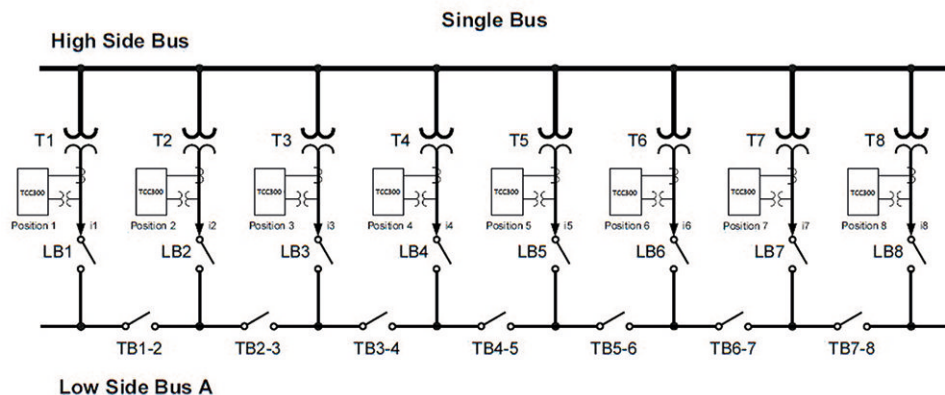 Single Bus
High Side Bus
T1 T2 T3 T4 T5 T6 T7 T8
TCC300 TCC300 TCC300 TCC300 TCC300 TCC300 TCC300 TCC300
Position 1 i1 Position 2 i2 Position 3 i3 Position 4 i4 Position 5 i5 Position 6 i6 Position 7 i7 Position 8 i8
LB1 LB2 LB3 LB4 LB5 LB6 LB7 LB8
TB1-2 TB2-3 TB3-4 TB4-5 TB5-6 TB6-7 TB7-8
Low Side Bus A